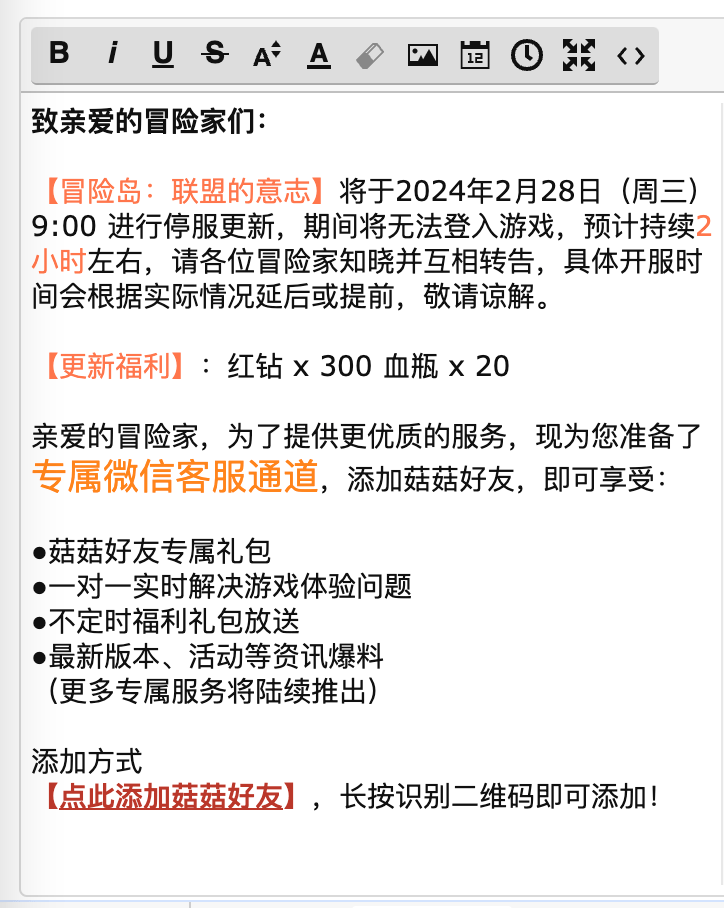 B i U S A A 12
致亲爱的冒险家们：
【冒险岛：联盟的意志】将于2024年2月28日（周三）
9:00 进行停服更新，期间将无法登入游戏，预计持续2
小时左右，请各位冒险家知晓并互相转告，具体开服时
间会根据实际情况延后或提前，敬请谅解。
【更新福利】：红钻 x 300 血瓶 x 20
亲爱的冒险家，为了提供更优质的服务，现为您准备了
专属微信客服通道，添加菇菇好友，即可享受：
●菇菇好友专属礼包
●一对一实时解决游戏体验问题
●不定时福利礼包放送
●最新版本、活动等资讯爆料
（更多专属服务将陆续推出）
添加方式
【点此添加菇菇好友】，长按识别二维码即可添加！